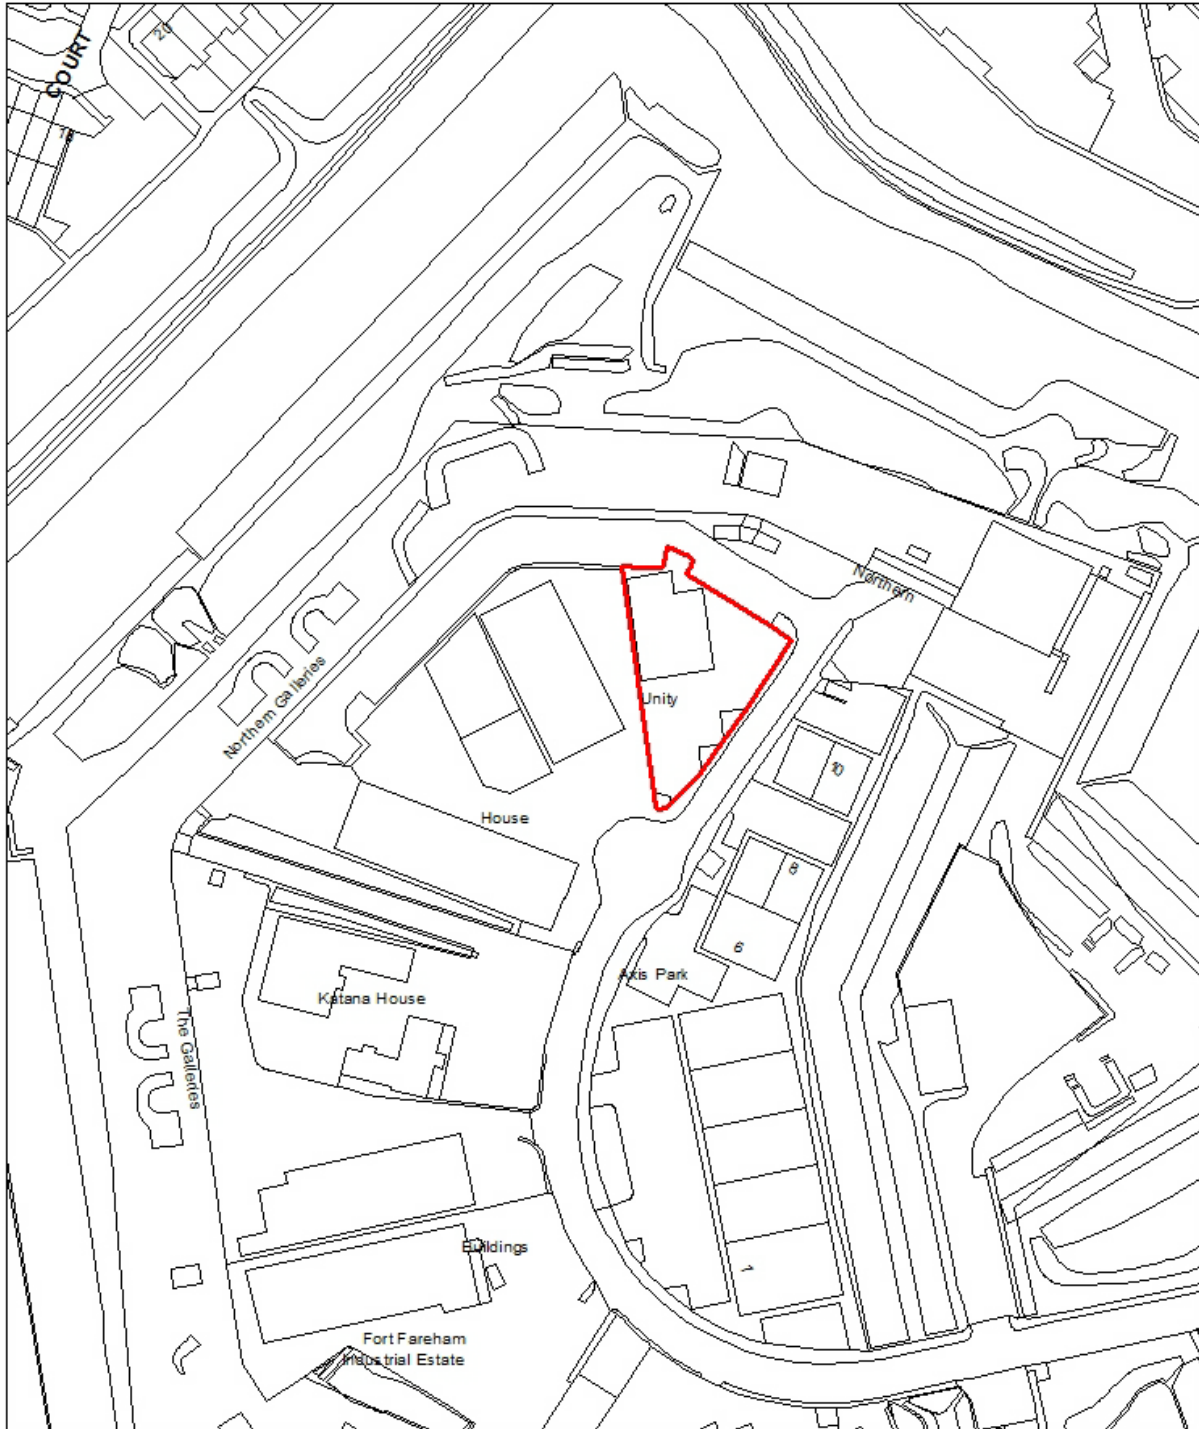 20
COURT
Northern
Northern Galleries
Unity
10
House
8
6
Axis Park
Katana House
The Galleries
1
Buildings
Fort Fareham
Industrial Estate